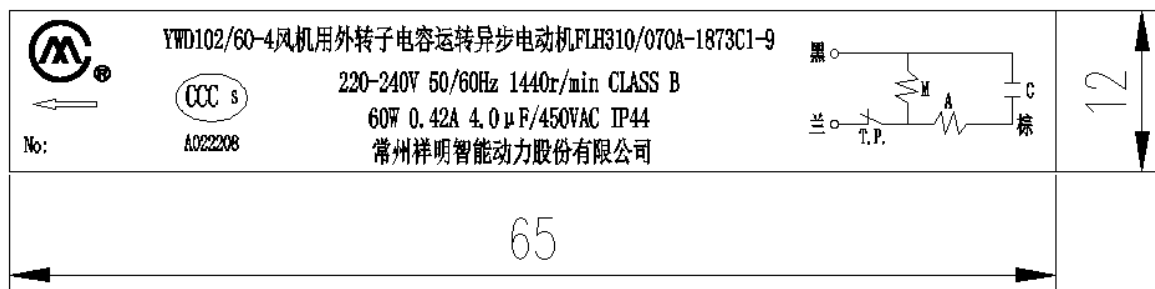 YWD102/60-4风机用外转子电容运转异步电动机FLH310/070A-1873C1-9
220-240V 50/60Hz 1440r/min CLASS B
60W 0.42A 4.0μF/450VAC IP44
常州祥明智能动力股份有限公司
®
CCC S
A022208
No:
黑
M
C
A
兰
T.P.
棕
12
65